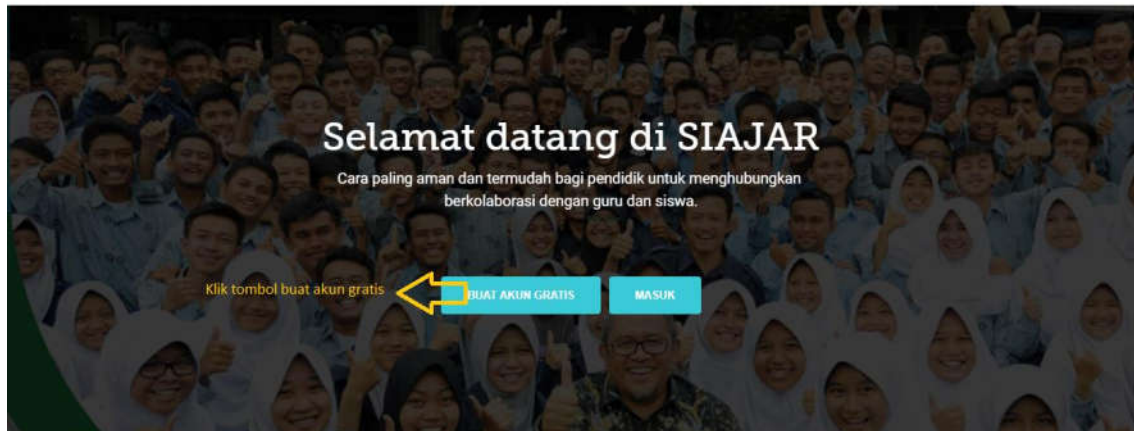 Selamat datang di SIAJAR
Cara paling aman dan termudah bagi pendidik untuk menghubungkan
berkolaborasi dengan guru dan siswa.
Klik tombol buat akun gratis
BUAT AKUN GRATIS
MASUK